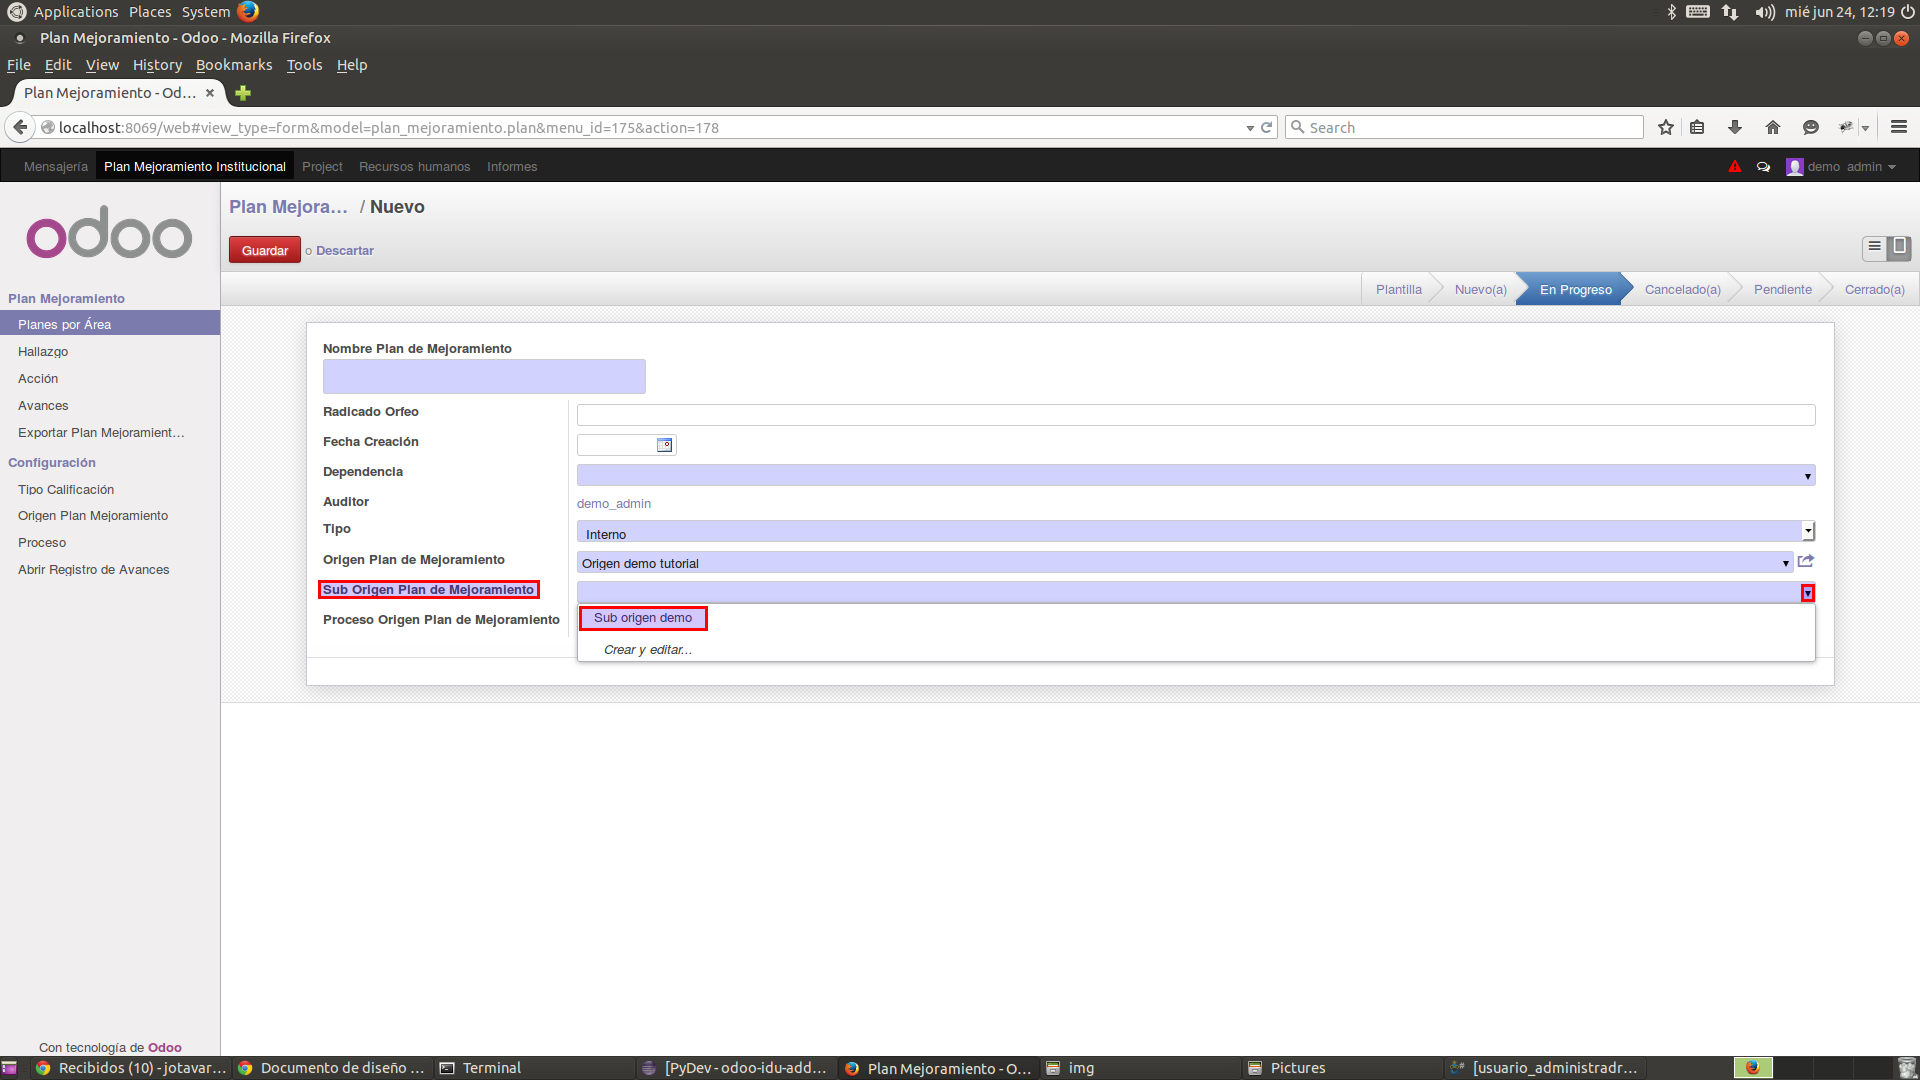 Applications Places System
mié jun 24, 12:19
Plan Mejoramiento - Odoo - Mozilla Firefox
File Edit View History Bookmarks Tools Help
Plan Mejoramiento - Od...
localhost:8069/web#view_type=form&model=plan_mejoramiento.plan&menu_id=175&action=178
Search
Mensajería Plan Mejoramiento Institucional Project Recursos humanos Informes
demo_admin
odoo
Plan Mejoramiento
Planes por Área
Hallazgo
Acción
Avances
Exportar Plan Mejoramient...
Configuración
Tipo Calificación
Origen Plan Mejoramiento
Proceso
Abrir Registro de Avances
Con tecnología de Odoo
Plan Mejora... / Nuevo
Guardar o Descartar
Plantilla Nuevo(a) En Progreso Cancelado(a) Pendiente Cerrado(a)
Nombre Plan de Mejoramiento
Radicado Orfeo
Fecha Creación
Dependencia
Auditor demo_admin
Tipo Interno
Origen Plan de Mejoramiento Origen demo tutorial
Sub Origen Plan de Mejoramiento
Sub origen demo
Proceso Origen Plan de Mejoramiento
Crear y editar...
Recibidos (10) - jotavar...
Documento de diseño ...
Terminal
[PyDev - odoo-idu-add...
Plan Mejoramiento - O...
img
Pictures
[usuario_administradr...